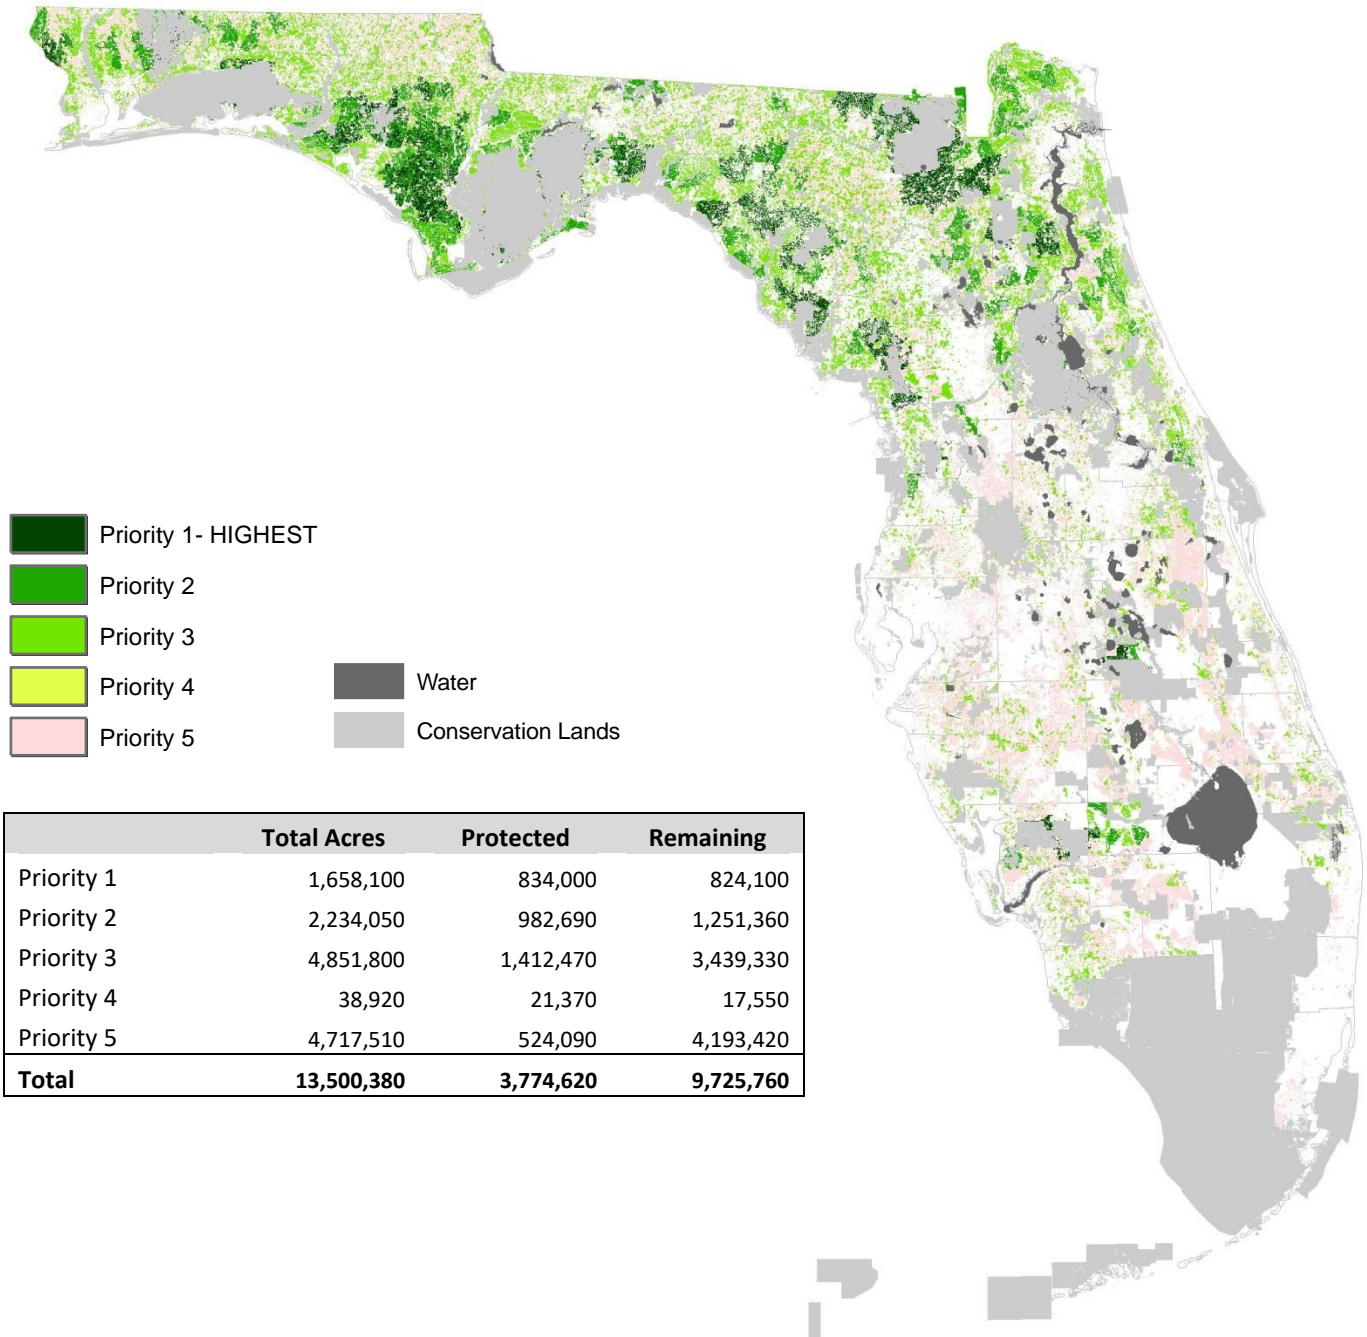 Priority 1- HIGHEST
Priority 2
Priority 3
Priority 4
Priority 5
Water
Conservation Lands
Total Acres Protected Remaining
Priority 1 1,658,100 834,000 824,100
Priority 2 2,234,050 982,690 1,251,360
Priority 3 4,851,800 1,412,470 3,439,330
Priority 4 38,920 21,370 17,550
Priority 5 4,717,510 524,090 4,193,420
Total 13,500,380 3,774,620 9,725,760